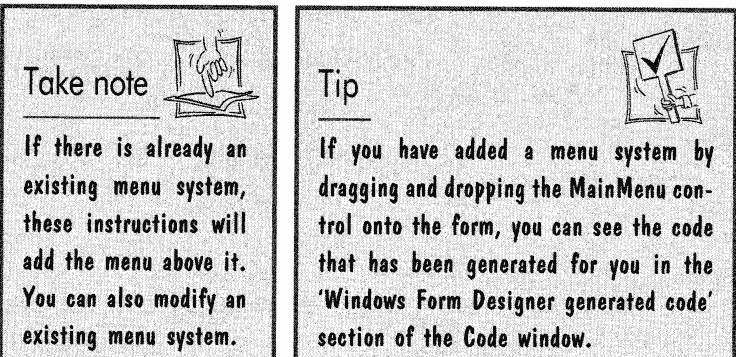 Take note
If there is already an
existing menu system,
these instructions will
add the menu above it.
You can also modify an
existing menu system.
Tip
If you have added a menu system by
dragging and dropping the MainMenu con-
trol onto the form, you can see the code
that has been generated for you in the
'Windows Form Designer generated code'
section of the Code window.